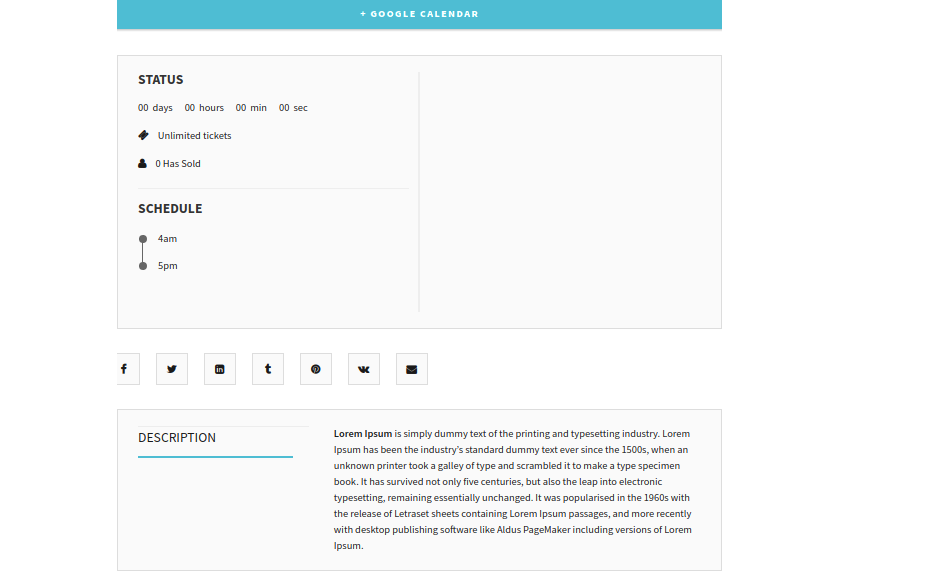 + GOOGLE CALENDAR
STATUS
00 days 00 hours 00 min 00 sec
Unlimited tickets
0 Has Sold
SCHEDULE
4am
5pm
DESCRIPTION
Lorem Ipsum is simply dummy text of the printing and typesetting industry. Lorem
Ipsum has been the industry's standard dummy text ever since the 1500s, when an
unknown printer took a galley of type and scrambled it to make a type specimen
book. It has survived not only five centuries, but also the leap into electronic
typesetting, remaining essentially unchanged. It was popularised in the 1960s with
the release of Letraset sheets containing Lorem Ipsum passages, and more recently
with desktop publishing software like Aldus PageMaker including versions of Lorem
Ipsum.